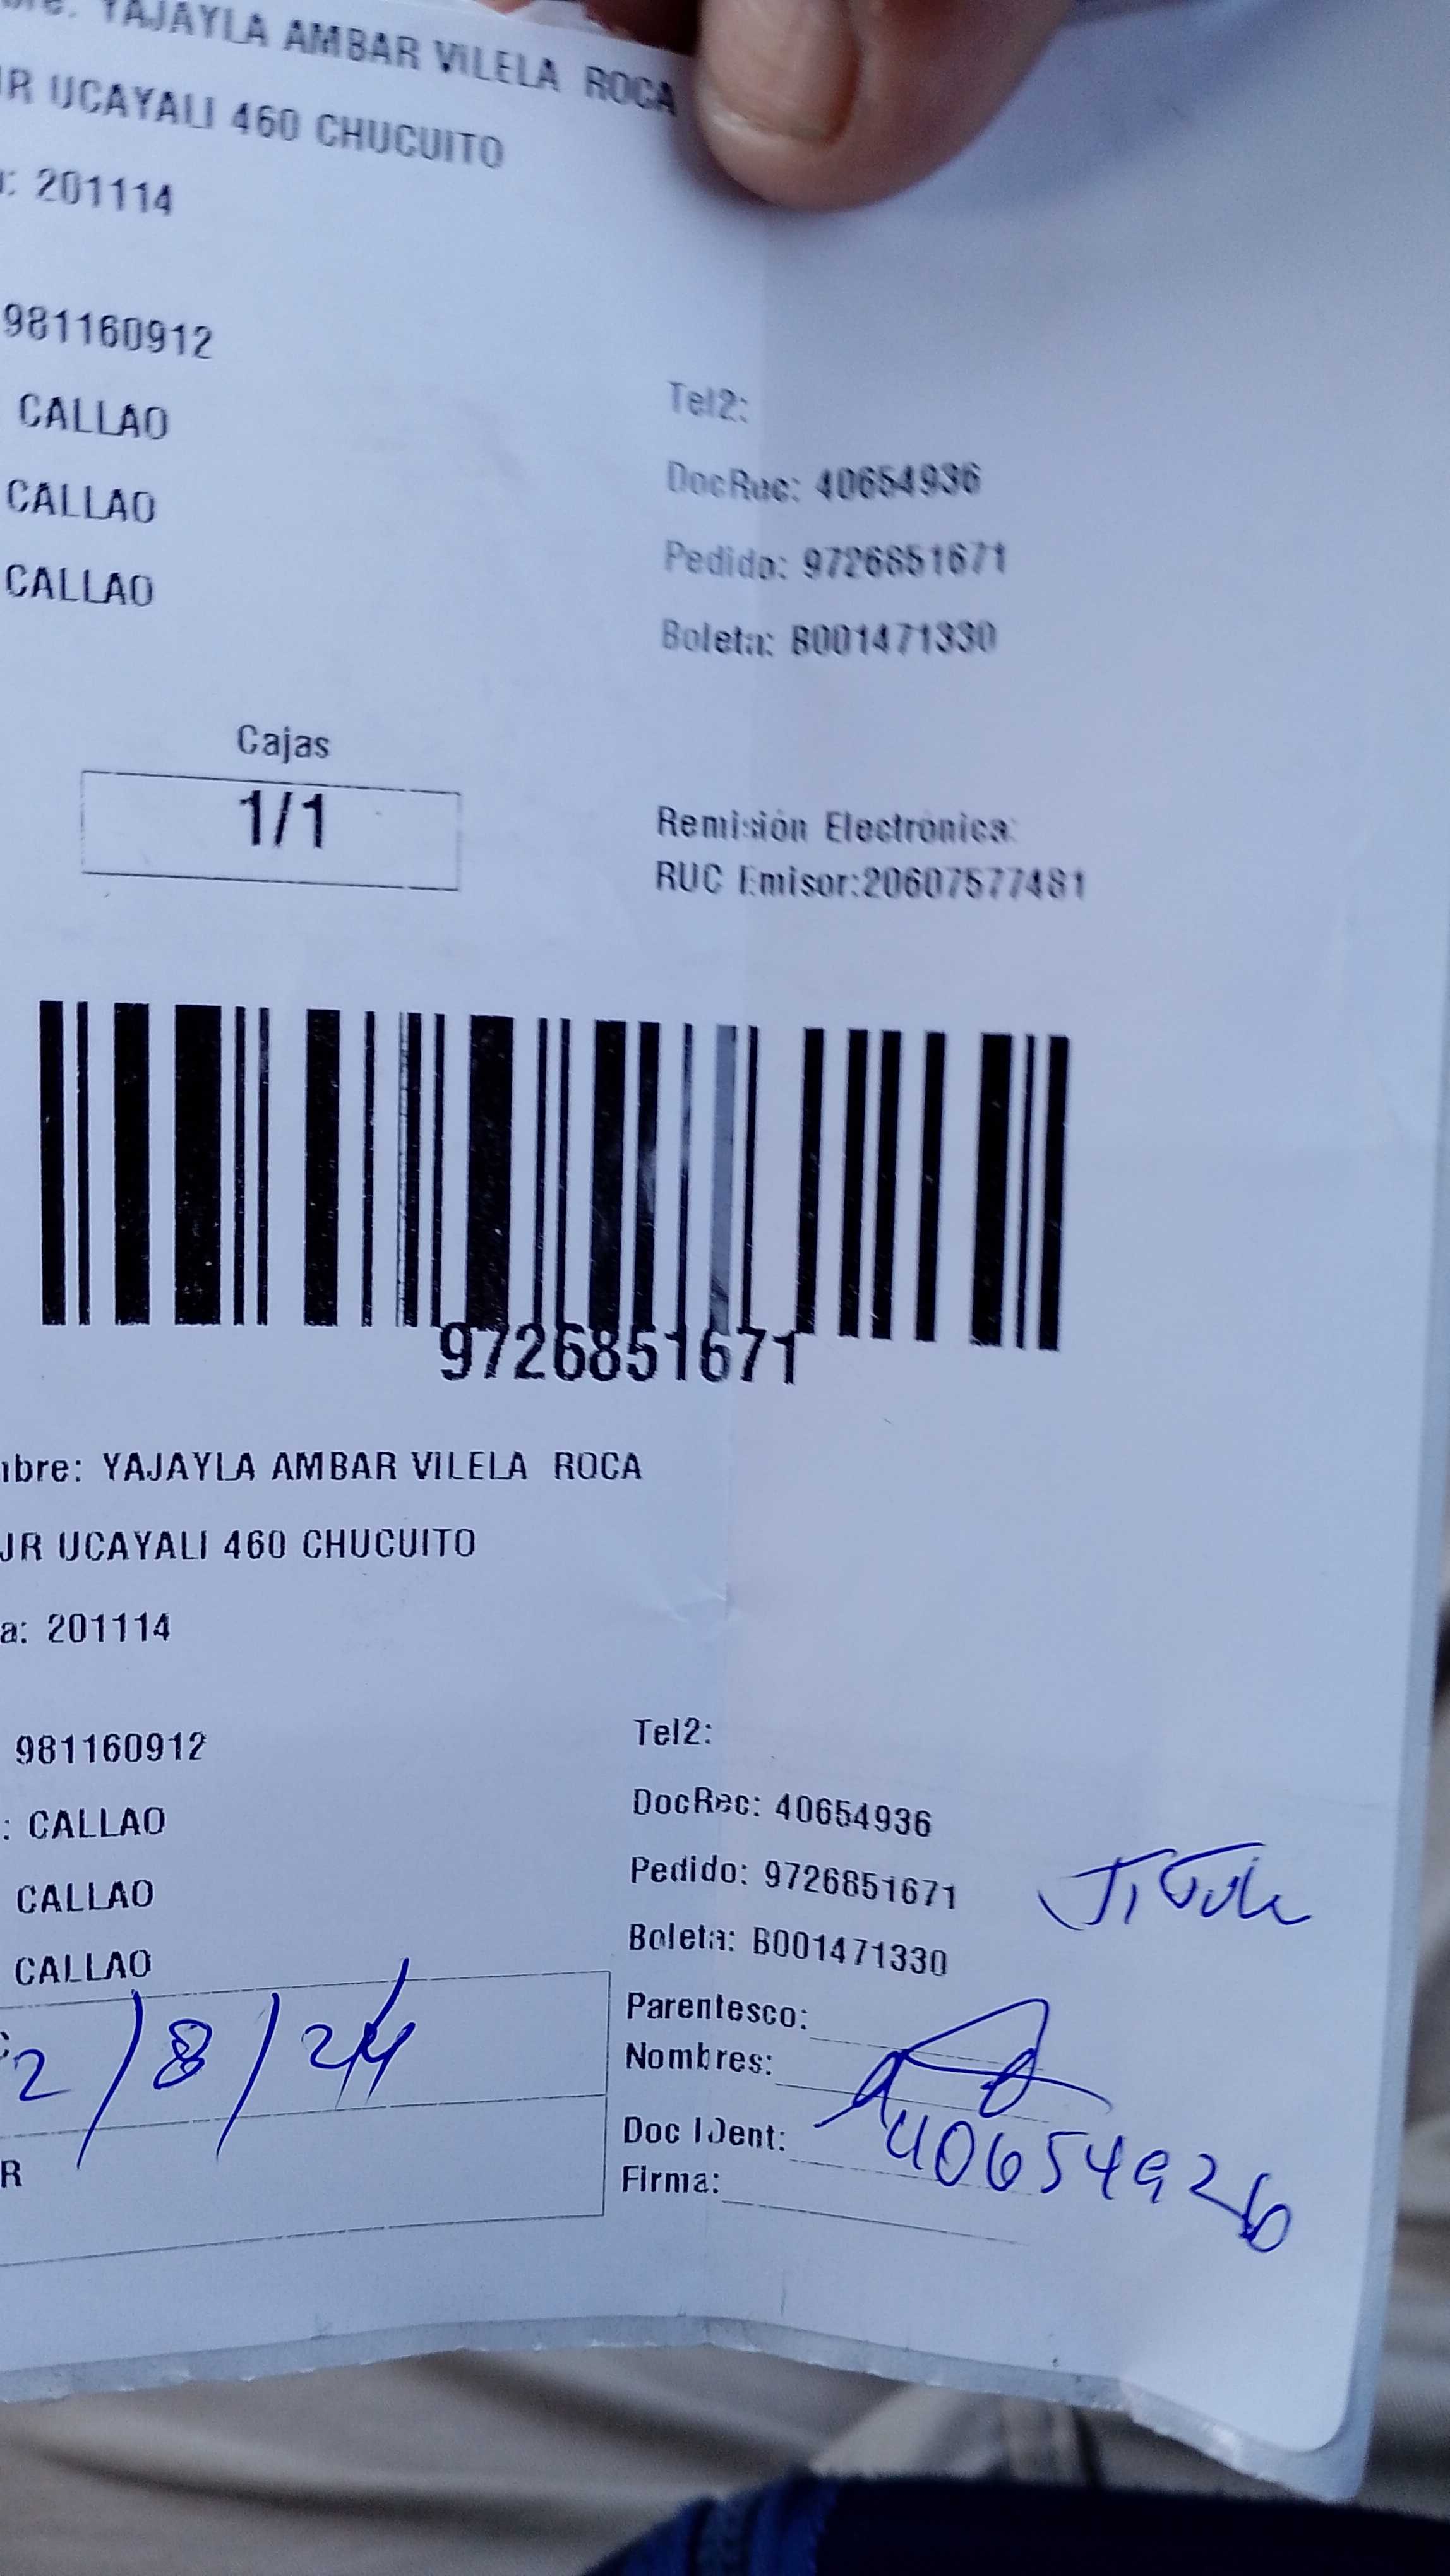 bre: YAJAYLA AMBAR VILELA ROCA
JR UCAYALI 460 CHUCUITO
a: 201114
981160912
CALLAO
Tel2:
CALLAO
DocRec: 40654936
CALLAO
Pedido: 9726851671
Boleta: B001471330
Cajas
1/1
Remisión Electrónica:
RUC Emisor:20607577481
9726851671
mbre: YAJAYLA AMBAR VILELA ROCA
JR UCAYALI 460 CHUCUITO
a: 201114
981160912
Tel2:
: CALLAO
DocRec: 40654936
CALLAO
Pedido: 9726851671
CALLAO
Boleta: B001471330
2/8/24
Parentesco:
Nombres:
Doc IDent: 40654926
R
Firma: